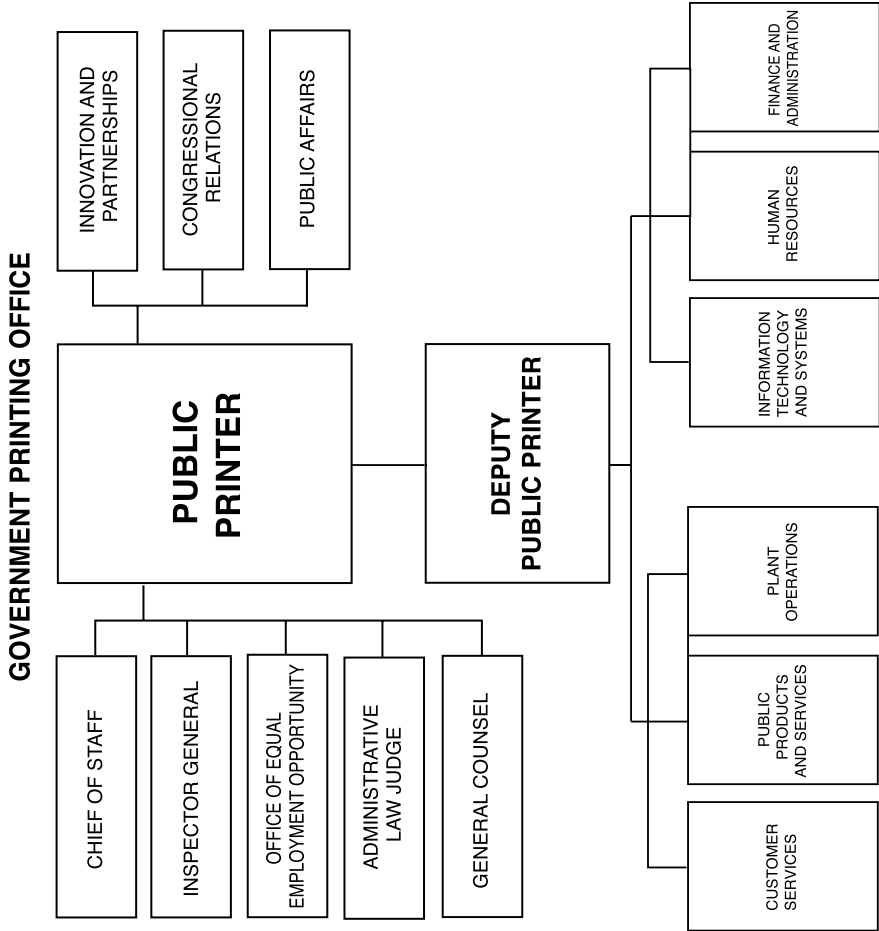 GOVERNMENT PRINTING OFFICE
CHIEF OF STAFF
INSPECTOR GENERAL
OFFICE OF EQUAL
EMPLOYMENT OPPORTUNITY
ADMINISTRATIVE
LAW JUDGE
GENERAL COUNSEL
PUBLIC
PRINTER
INNOVATION AND
PARTNERSHIPS
CONGRESSIONAL
RELATIONS
PUBLIC AFFAIRS
DEPUTY
PUBLIC PRINTER
CUSTOMER
SERVICES
PUBLIC
PRODUCTS
AND SERVICES
PLANT
OPERATIONS
INFORMATION
TECHNOLOGY
AND SYSTEMS
HUMAN
RESOURCES
FINANCE AND
ADMINISTRATION